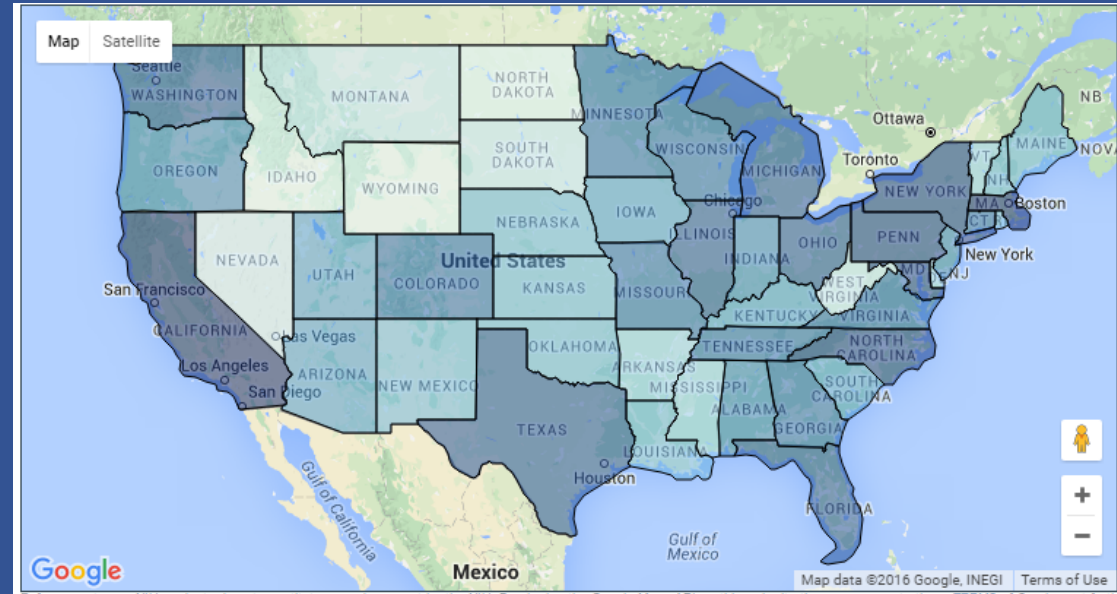 Map Satellite
Seattle
WASHINGTON
MONTANA
NORTH
DAKOTA
MINNESOTA
Ottawa
NB
OREGON
IDAHO
WYOMING
SOUTH
DAKOTA
WISCONSIN
MICHIGAN
Toronto
VT
NH
MAINE
NOV
NEW YORK
MA
Boston
CT
RI
Chicago
IOWA
NEBRASKA
ILLINOIS
INDIANA
OHIO
PENN
New York
NJ
MD
DE
NEVADA
UTAH
COLORADO
United States
KANSAS
MISSOURI
WEST
VIRGINIA
KENTUCKY
VIRGINIA
San Francisco
CALIFORNIA
Las Vegas
Los Angeles
San Diego
ARIZONA
NEW MEXICO
OKLAHOMA
ARKANSAS
TENNESSEE
NORTH
CAROLINA
MISSISSIPPI
ALABAMA
SOUTH
CAROLINA
GEORGIA
TEXAS
LOUISIANA
Houston
FLORIDA
Gulf of California
Gulf of
Mexico
Mexico
Google
Map data ©2016 Google, INEGI Terms of Use